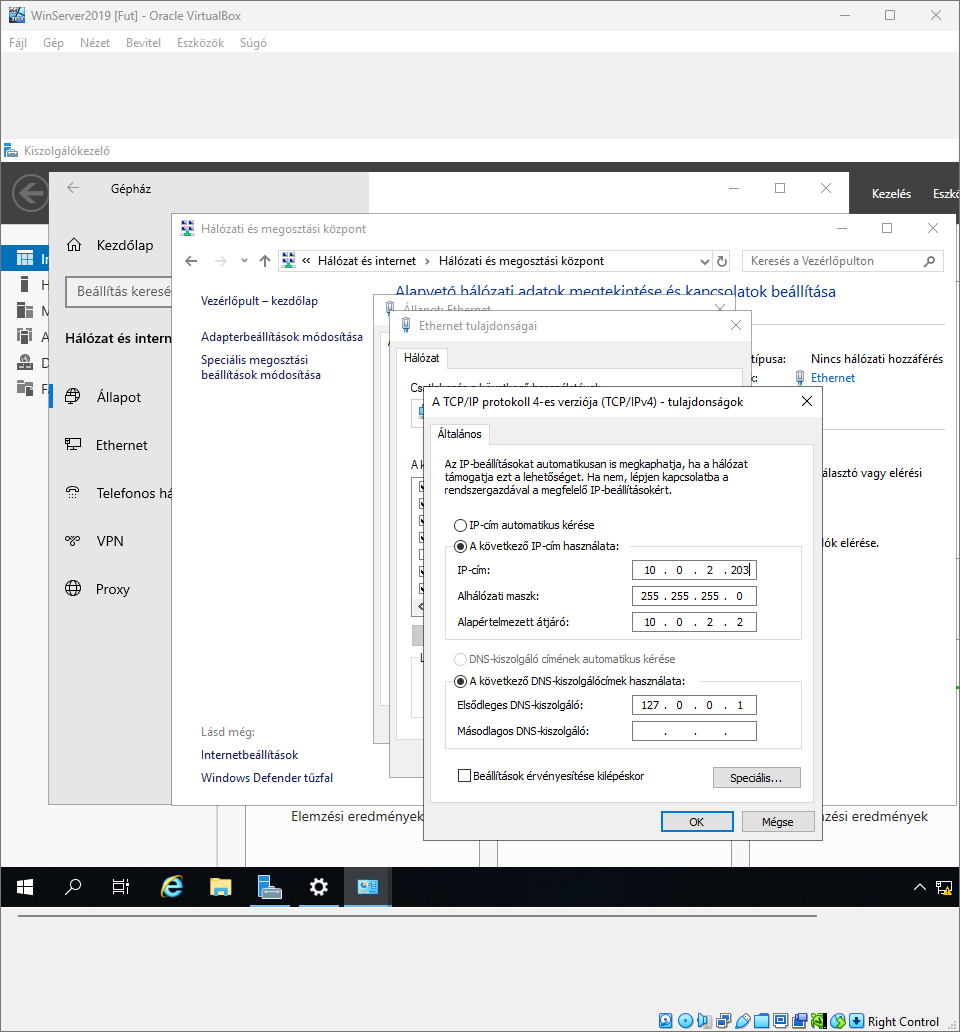 WinServer2019 [Fut] - Oracle VirtualBox
Fájl Gép Nézet Bevitel Eszközök Súgó
Kiszolgálókezelő
Kezelés
Gépház
Kezdőlap
Beállítás keresé
Hálózat és intern
Állapot
Ethernet
Telefonos há
VPN
Proxy
Hálózati és megosztási központ
« Hálózat és internet › Hálózati és megosztási központ
Keresés a Vezérlőpulton
Vezérlőpult – kezdőlap
Adapterbeállítások módosítása
Speciális megosztási
beállítások módosítása
Alapvető hálózati adatok megtekintése és kapcsolatok beállítása
típusa: Nincs hálózati hozzáférés
Ethernet
álasztó vagy elérési
lók elérése.
Lásd még:
Internetbeállítások
Windows Defender tűzfal
Állapot: Ethernet
Ethernet tulajdonságai
Hálózat
A TCP/IP protokoll 4-es verziója (TCP/IPv4) - tulajdonságok
Általános
Az IP-beállításokat automatikusan is megkaphatja, ha a hálózat
támogatja ezt a lehetőséget. Ha nem, lépjen kapcsolatba a
rendszergazdával a megfelelő IP-beállításokért.
IP-cím automatikus kérése
A következő IP-cím használata:
IP-cím: 10 . 0 . 2 . 203
Alhálózati maszk: 255 . 255 . 255 . 0
Alapértelmezett átjáró: 10 . 0 . 2 . 2
DNS-kiszolgáló címének automatikus kérése
A következő DNS-kiszolgálócímek használata:
Elsődleges DNS-kiszolgáló: 127 . 0 . 0 . 1
Másodlagos DNS-kiszolgáló: . . .
Beállítások érvényesítése kilépéskor
Speciális...
OK Mégse
Elemzési eredmények
zési eredmények
Right Control